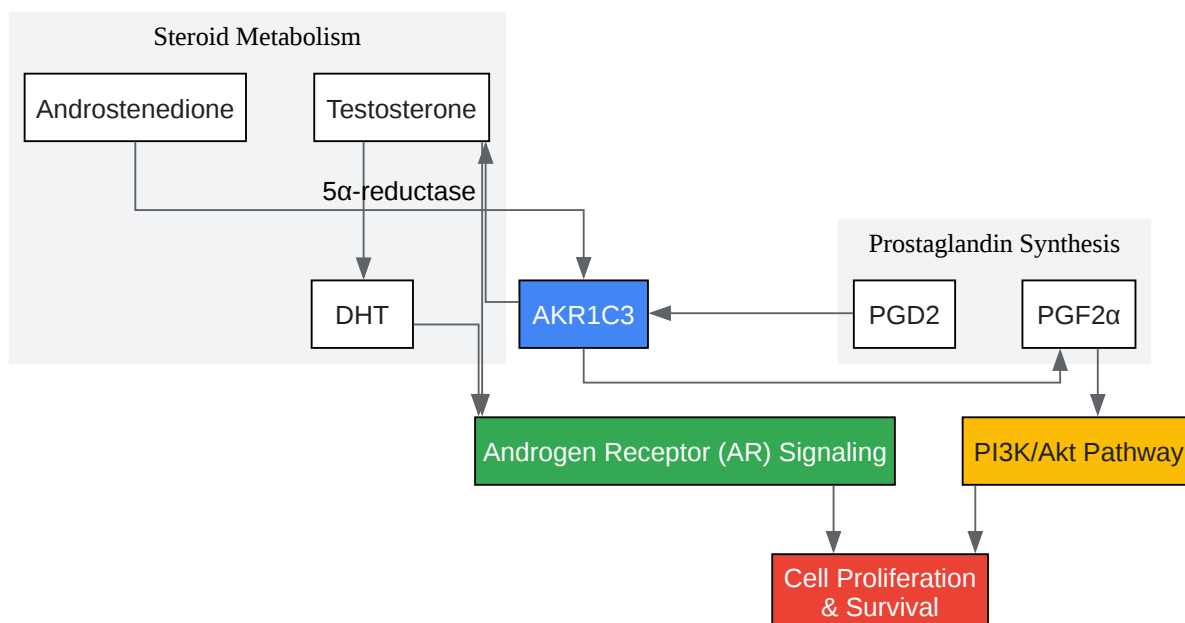 Steroid Metabolism
Androstenedione
Testosterone
5α-reductase
Prostaglandin Synthesis
DHT
AKR1C3
PGD2
PGF2α
Androgen Receptor (AR) Signaling
PI3K/Akt Pathway
Cell Proliferation
& Survival